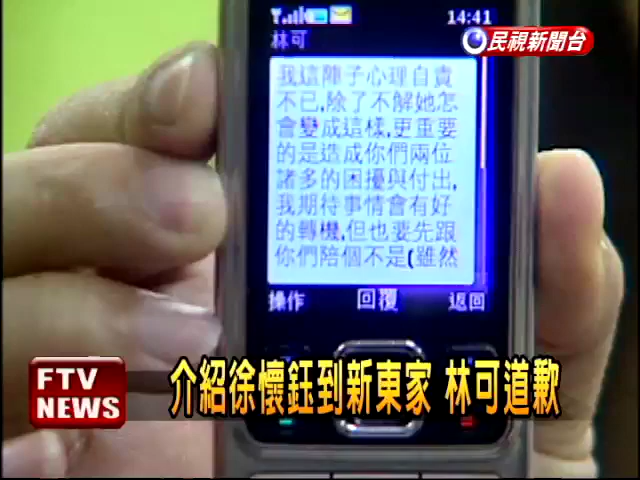 14:41
民視新聞台
林可
我這陣子心理自責
不已,除了不解她怎
會變成這樣,更重要
的是造成你們兩位
諸多的困擾與付出,
我期待事情會有好
的轉機,但也要先跟
你們陪個不是(雖然
操作 回覆 返回
介紹徐懷鈺到新東家 林可道歉
FTV
NEWS